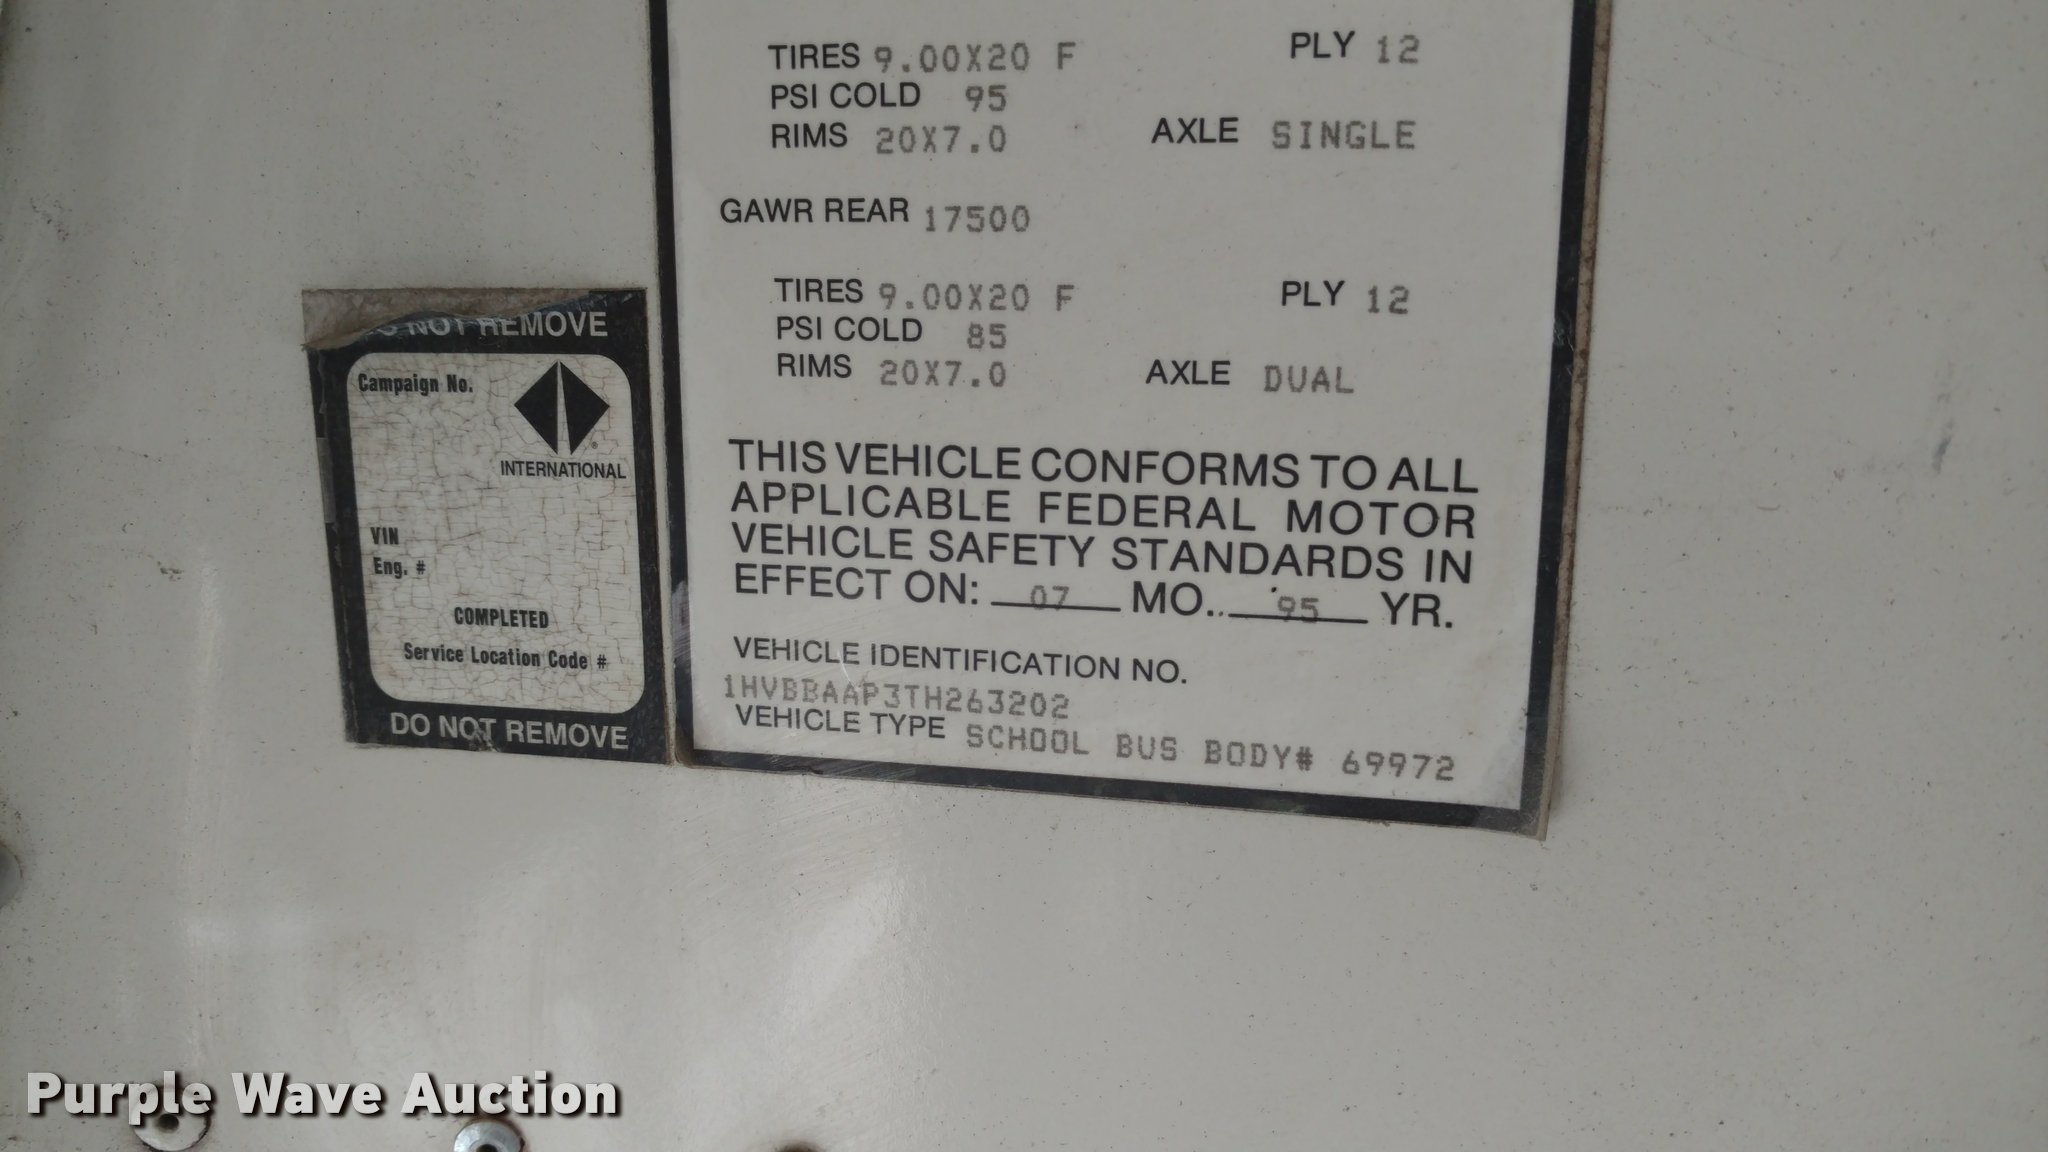 TIRES 9.00X20 F PLY 12
PSI COLD 95
RIMS 20X7.0 AXLE SINGLE
GAWR REAR 17500
TIRES 9.00X20 F PLY 12
PSI COLD 85
RIMS 20X7.0 AXLE DUAL
THIS VEHICLE CONFORMS TO ALL
APPLICABLE FEDERAL MOTOR
VEHICLE SAFETY STANDARDS IN
EFFECT ON: 07 MO. 95 YR.
VEHICLE IDENTIFICATION NO.
1HVBBAAP3TH263202
VEHICLE TYPE SCHOOL BUS BODY# 69972
NOT REMOVE
Campaign No.
INTERNATIONAL
VIN
Eng. #
COMPLETED
Service Location Code #
DO NOT REMOVE
Purple Wave Auction